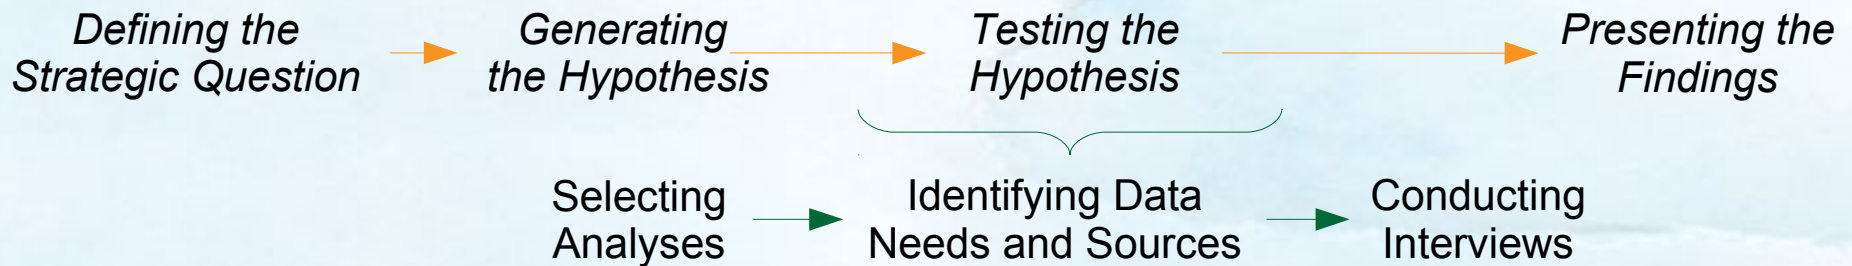 Defining the
Strategic Question
Generating
the Hypothesis
Testing the
Hypothesis
Presenting the
Findings
Selecting
Analyses
Identifying Data
Needs and Sources
Conducting
Interviews